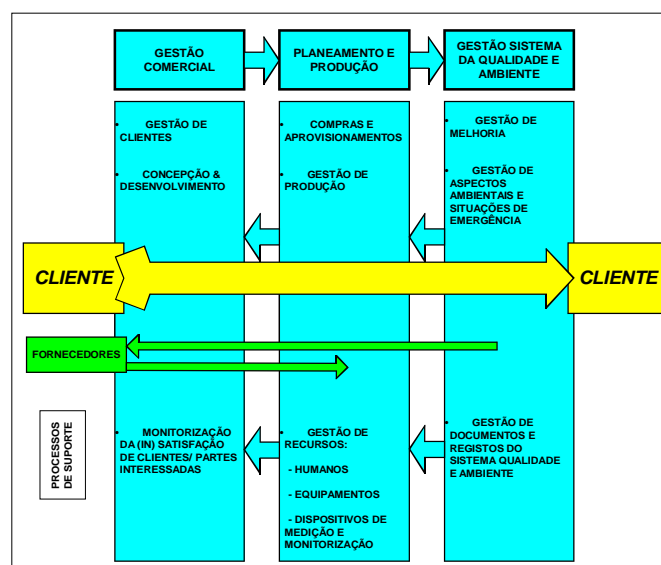 GESTÃO
COMERCIAL
PLANEAMENTO E
PRODUÇÃO
GESTÃO SISTEMA
DA QUALIDADE E
AMBIENTE
• GESTÃO DE
CLIENTES
• CONCEPÇÃO &
DESENVOLVIMENTO
• COMPRAS E
APROVISIONAMENTOS
• GESTÃO DE
PRODUÇÃO
• GESTÃO DE
MELHORIA
• GESTÃO DE
ASPECTOS
AMBIENTAIS E
SITUAÇÕES DE
EMERGÊNCIA
CLIENTE
CLIENTE
FORNECEDORES
PROCESSOS
DE SUPORTE
• MONITORIZAÇÃO
DA (IN) SATISFAÇÃO
DE CLIENTES/ PARTES
INTERESSADAS
• GESTÃO DE
RECURSOS:
- HUMANOS
- EQUIPAMENTOS
- DISPOSITIVOS DE
MEDIÇÃO E
MONITORIZAÇÃO
• GESTÃO DE
DOCUMENTOS E
REGISTOS DO
SISTEMA QUALIDADE
E AMBIENTE